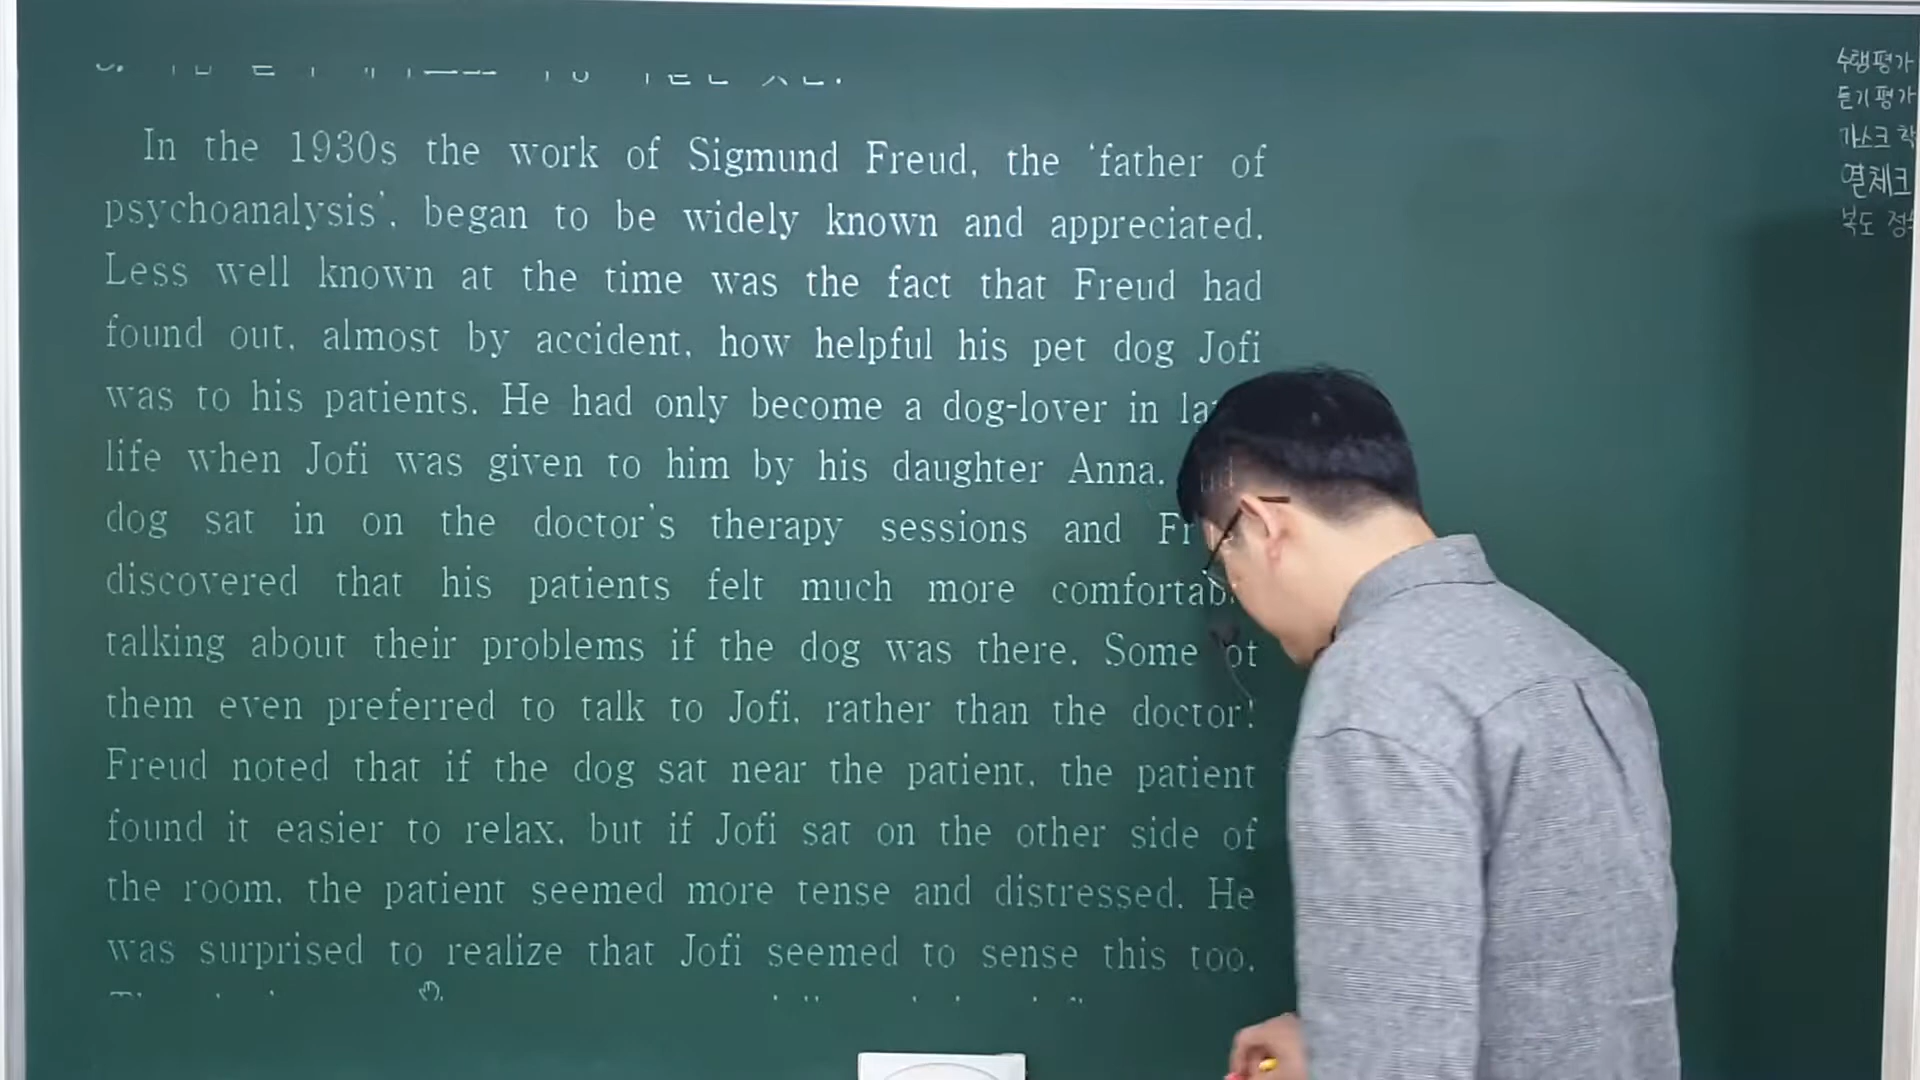 In the 1930s the work of Sigmund Freud, the ‘father of
psychoanalysis’, began to be widely known and appreciated.
Less well known at the time was the fact that Freud had
found out, almost by accident, how helpful his pet dog Jofi
was to his patients. He had only become a dog-lover in
life when Jofi was given to him by his daughter Anna.
dog sat in on the doctor's therapy sessions and
discovered that his patients felt much more
talking about their problems if the dog was there. Some of
them even preferred to talk to Jofi, rather than the doctor!
Freud noted that if the dog sat near the patient, the patient
found it easier to relax, but if Jofi sat on the other side of
the room, the patient seemed more tense and distressed. He
was surprised to realize that Jofi seemed to sense this too.
수행평가
듣기평가
열체크
복도